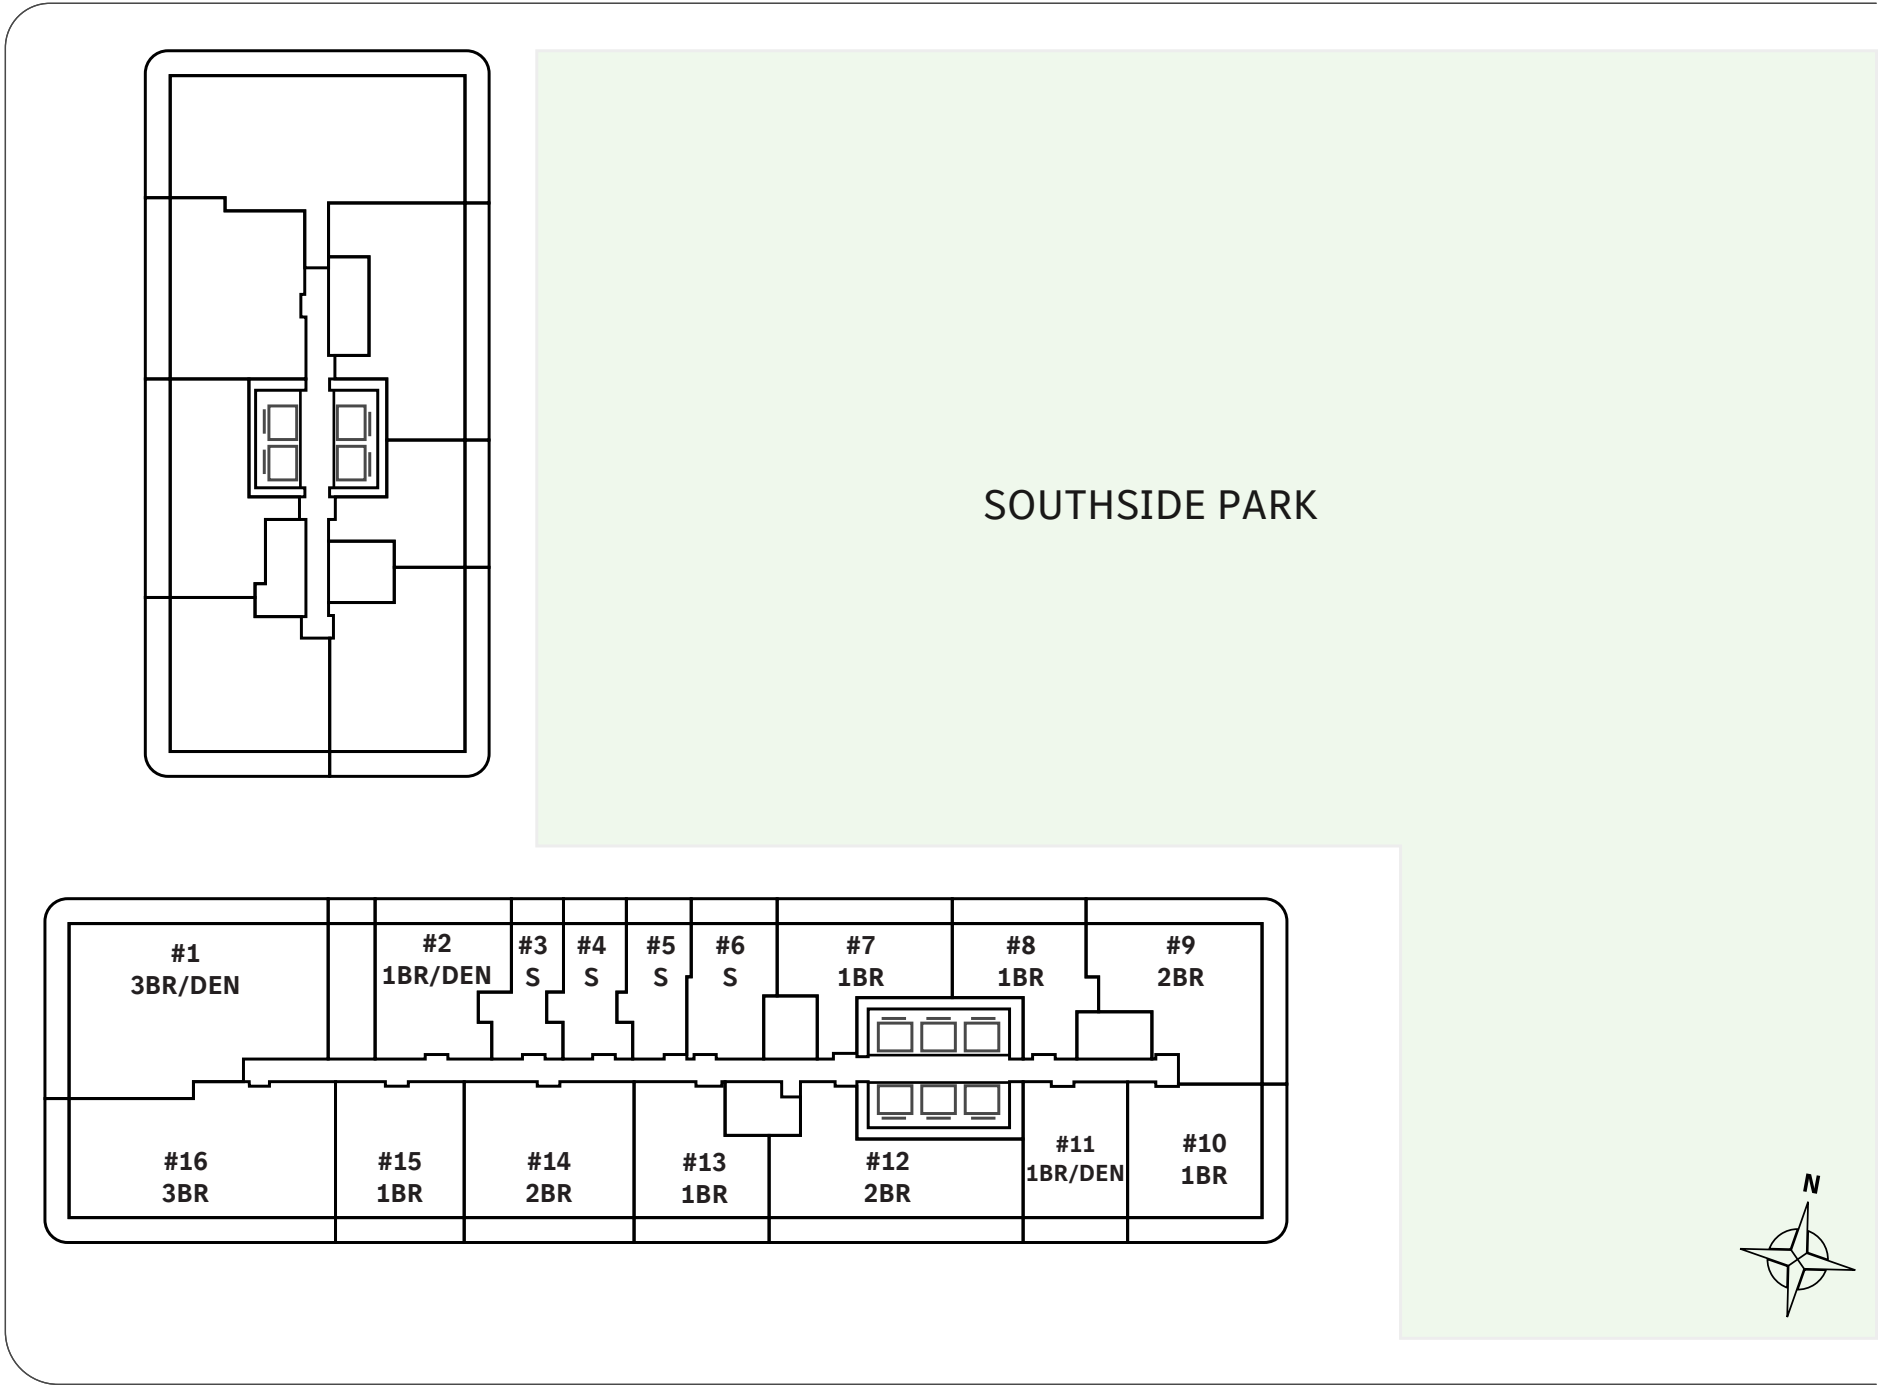 SOUTHSIDE PARK
#1
3BR/DEN
#2
1BR/DEN
#3
S
#4
S
#5
S
#6
S
#7
1BR
#8
1BR
#9
2BR
#16
3BR
#15
1BR
#14
2BR
#13
1BR
#12
2BR
#11
1BR/DEN
#10
1BR
N